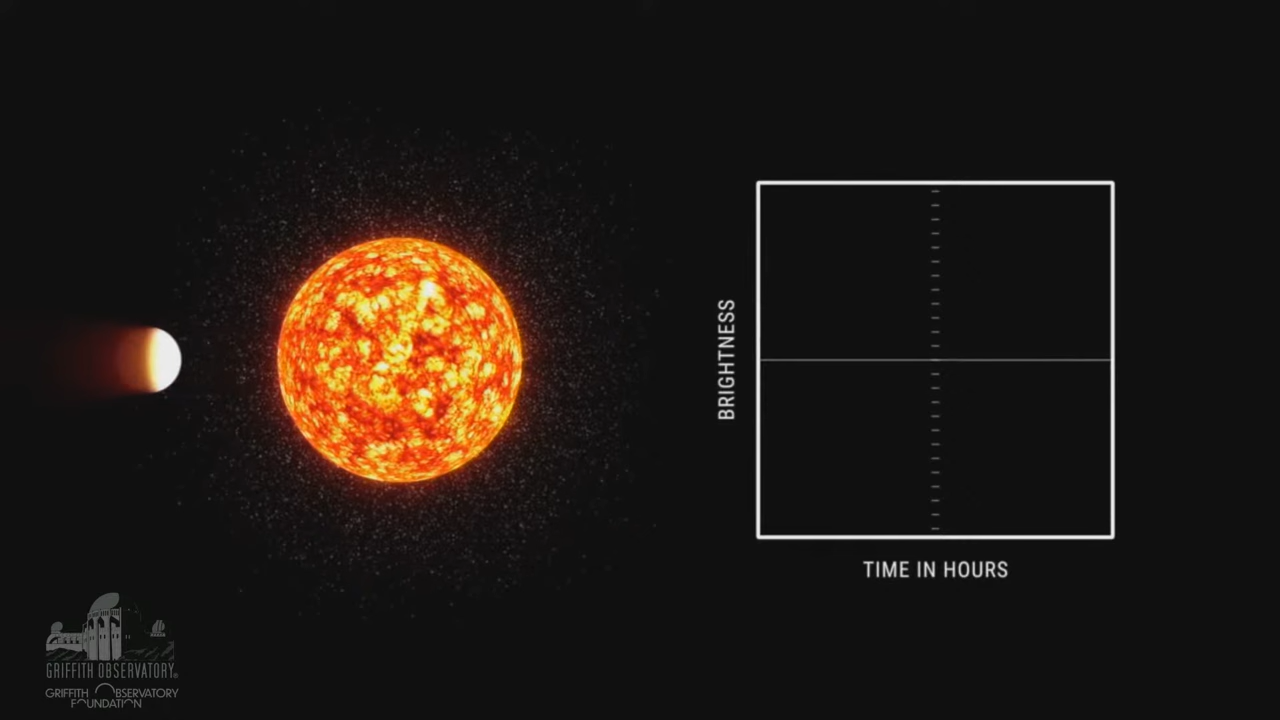 BRIGHTNESS
TIME IN HOURS
GRIFFITH OBSERVATORY®
GRIFFITH OBSERVATORY
FOUNDATION